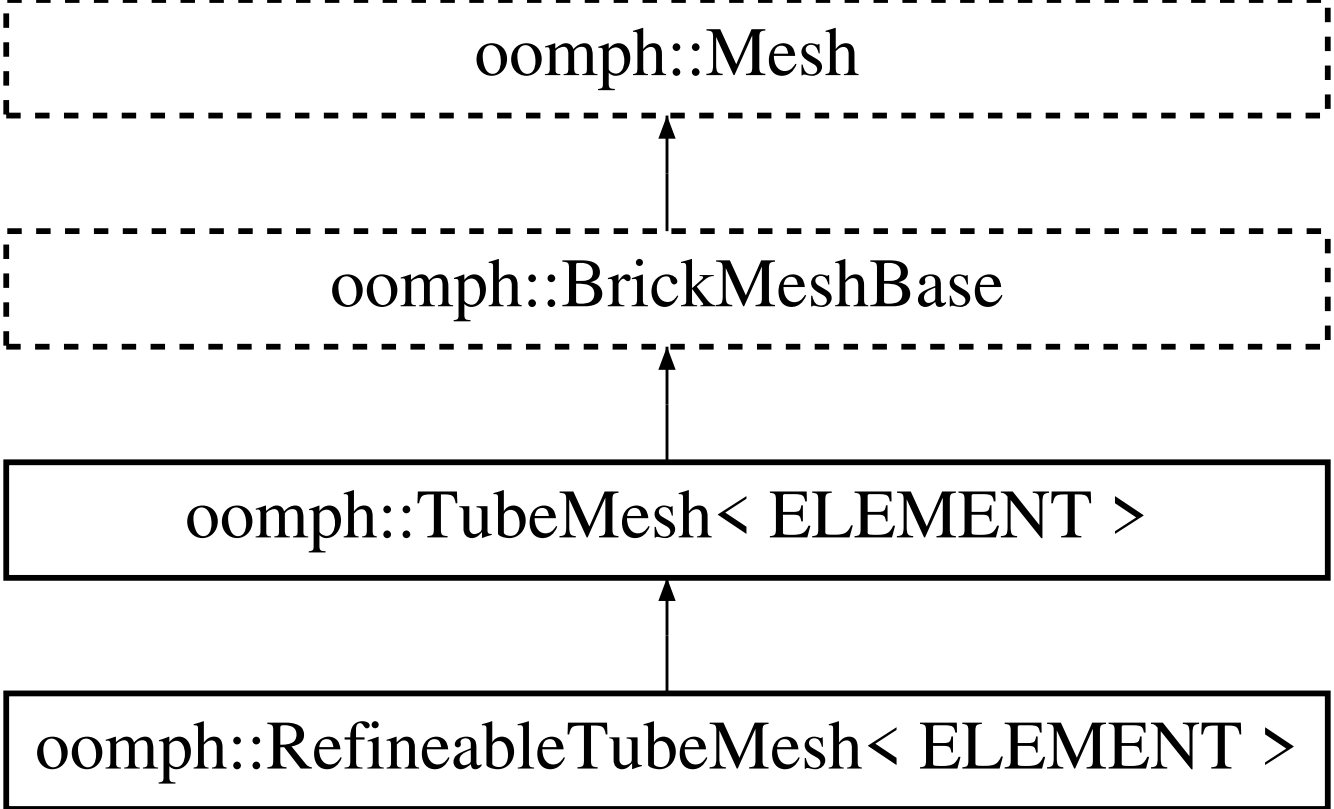 oomph::Mesh
oomph::BrickMeshBase
oomph::TubeMesh< ELEMENT >
oomph::RefineableTubeMesh< ELEMENT >